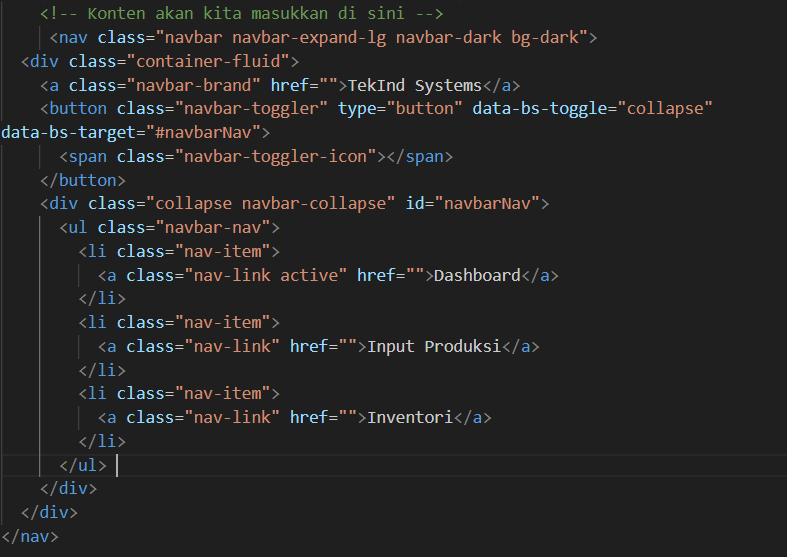 <!-- Konten akan kita masukkan di sini -->
<nav class="navbar navbar-expand-lg navbar-dark bg-dark">
<div class="container-fluid">
<a class="navbar-brand" href="">TekInd Systems</a>
<button class="navbar-toggler" type="button" data-bs-toggle="collapse"
data-bs-target="#navbarNav">
<span class="navbar-toggler-icon"></span>
</button>
<div class="collapse navbar-collapse" id="navbarNav">
<ul class="navbar-nav">
<li class="nav-item">
<a class="nav-link active" href="">Dashboard</a>
</li>
<li class="nav-item">
<a class="nav-link" href="">Input Produksi</a>
</li>
<li class="nav-item">
<a class="nav-link" href="">Inventori</a>
</li>
</ul>
</div>
</div>
</nav>